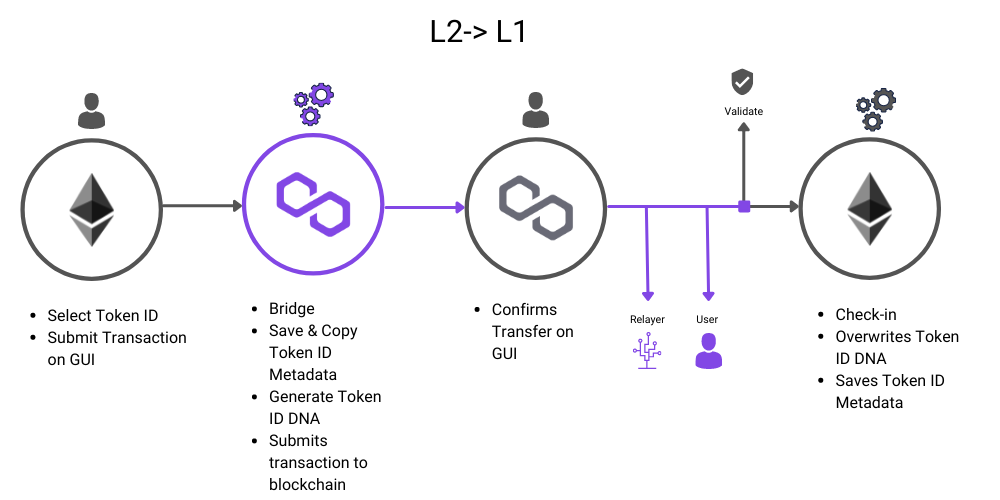 L2-> L1
Validate
Select Token ID
Submit Transaction
on GUI
Bridge
Save & Copy
Token ID
Metadata
Generate Token
ID DNA
Submits
transaction to
blockchain
Confirms
Transfer on
GUI
Relayer
User
Check-in
Overwrites Token
ID DNA
Saves Token ID
Metadata